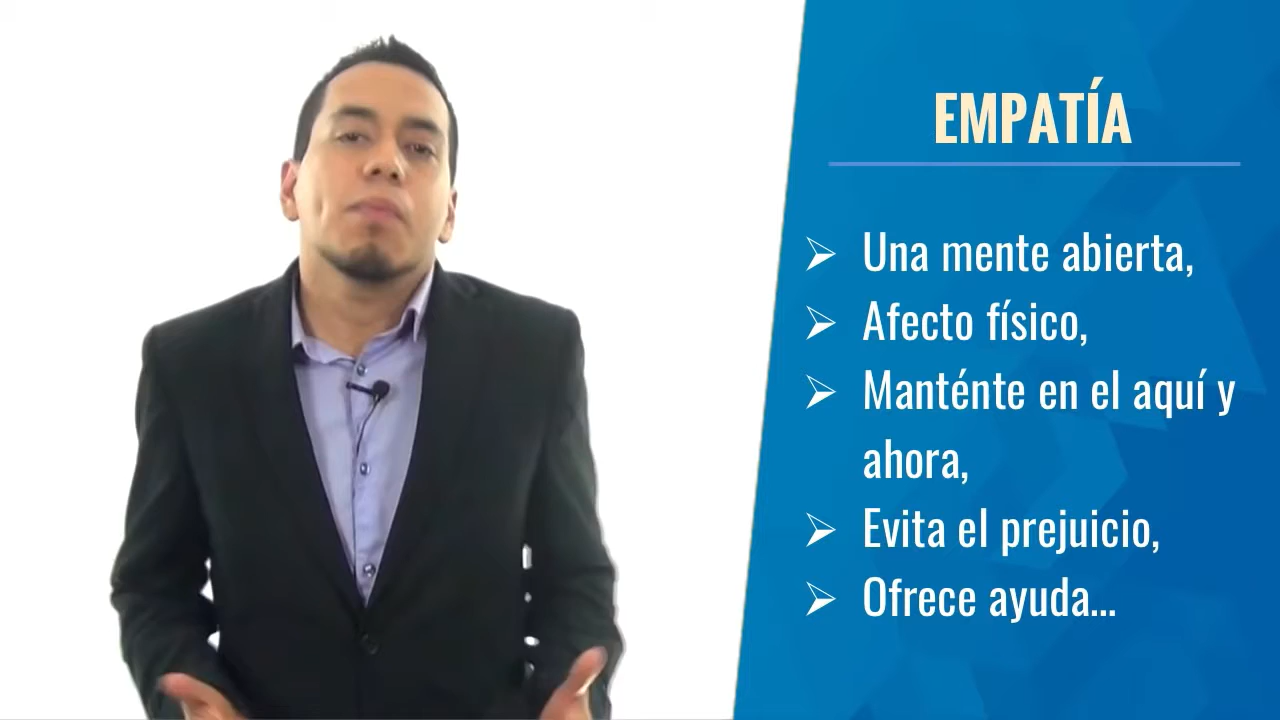 EMPATÍA
Una mente abierta,
Afecto físico,
Manténte en el aquí y
ahora,
Evita el prejuicio,
Ofrece ayuda...